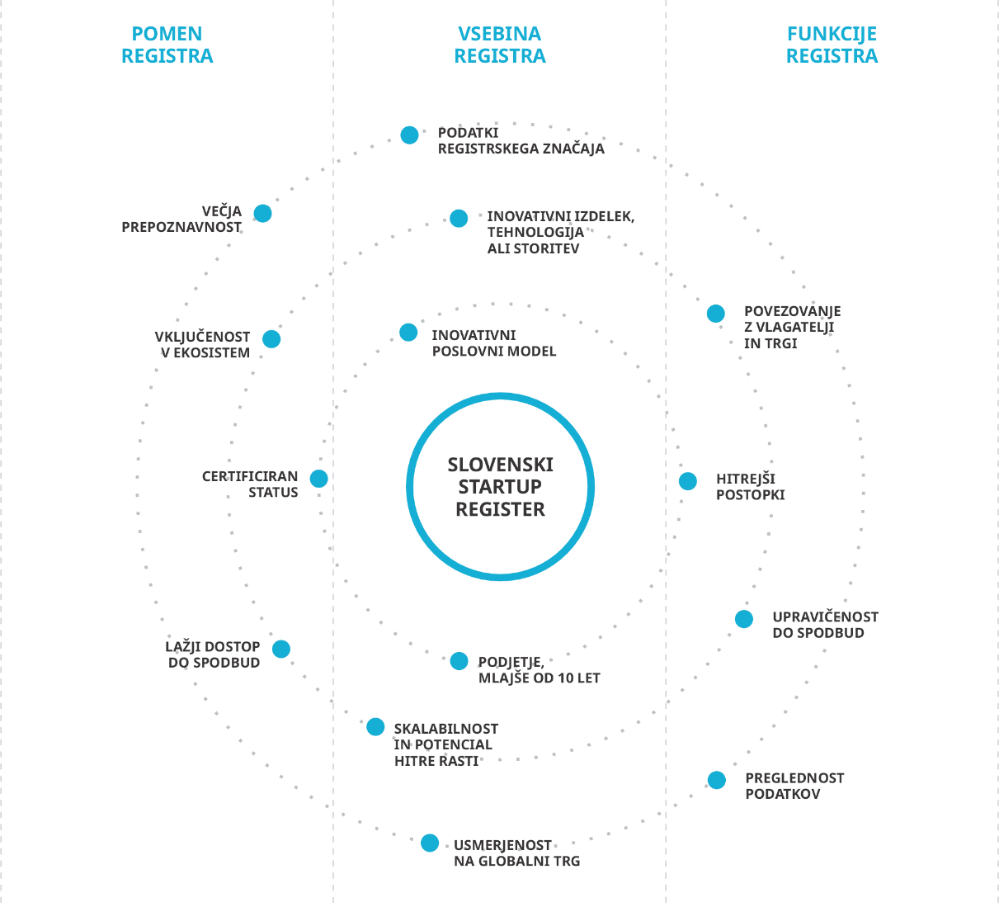 POMEN
REGISTRA
VEČJA
PREPOZNAVNOST
VKLJUČENOST
V EKOSISTEM
CERTIFICIRAN
STATUS
LAŽJI DOSTOP
DO SPODBUD
VSEBINA
REGISTRA
PODATKI
REGISTRSKEGA ZNAČAJA
INOVATIVNI IZDELEK,
TEHNOLOGIJA
ALI STORITEV
INOVATIVNI
POSLOVNI MODEL
SLOVENSKI
STARTUP
REGISTER
PODJETJE,
MLAJŠE OD 10 LET
SKALABILNOST
IN POTENCIAL
HITRE RASTI
USMERJENOST
NA GLOBALNI TRG
FUNKCIJE
REGISTRA
POVEZOVANJE
Z VLAGATELJI
IN TRGI
HITREJŠI
POSTOPKI
UPRAVIČENOST
DO SPODBUD
PREGLEDNOST
PODATKOV